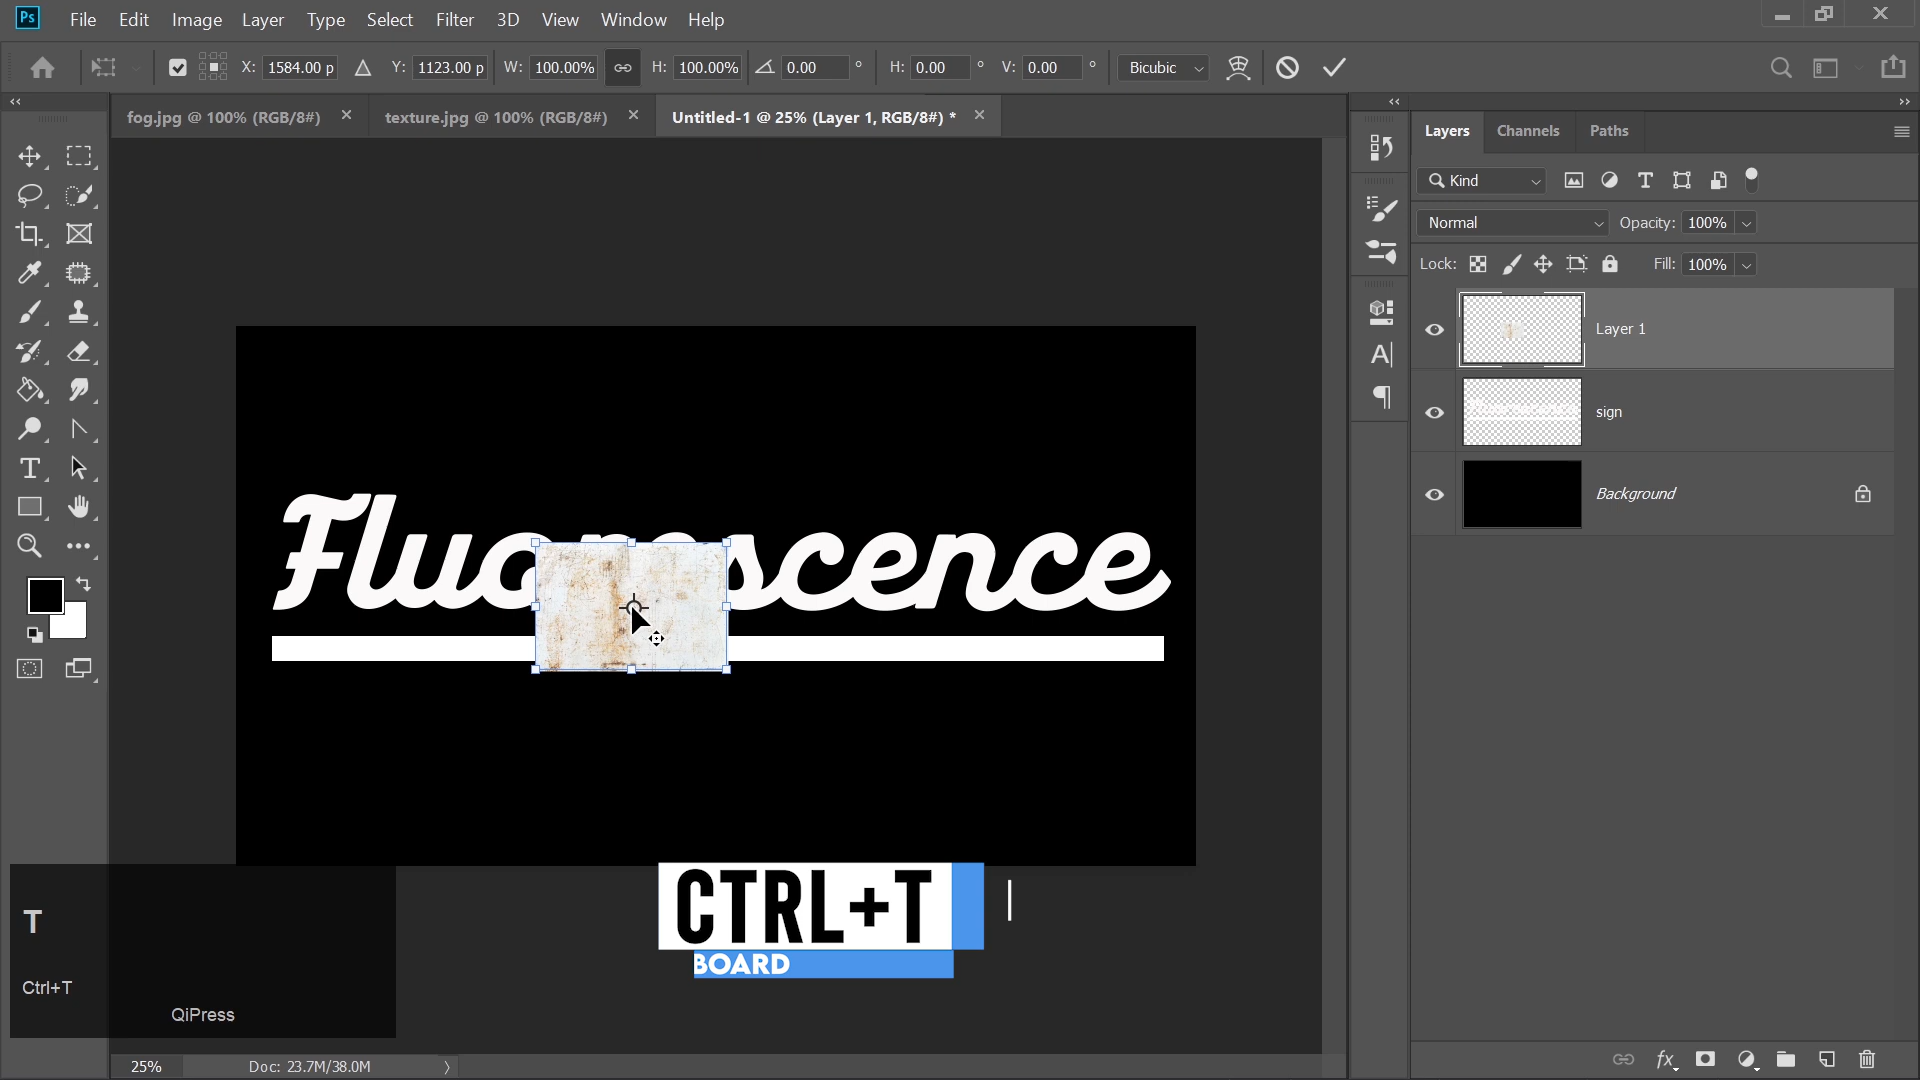 Ps File Edit Image Layer Type Select Filter 3D View Window Help
X: 1584.00 p Y: 1123.00 p W: 100.00% H: 100.00% 0.00 ° H: 0.00 ° V: 0.00 ° Bicubic
fog.jpg @ 100% (RGB/8#) texture.jpg @ 100% (RGB/8#) Untitled-1 @ 25% (Layer 1, RGB/8#) *
Layers Channels Paths
Kind
Normal Opacity: 100%
Lock: Fill: 100%
Layer 1
sign
Background
Fluorescence
CTRL+T
BOARD
T
Ctrl+T
QiPress
25% Doc: 23.7M/38.0M